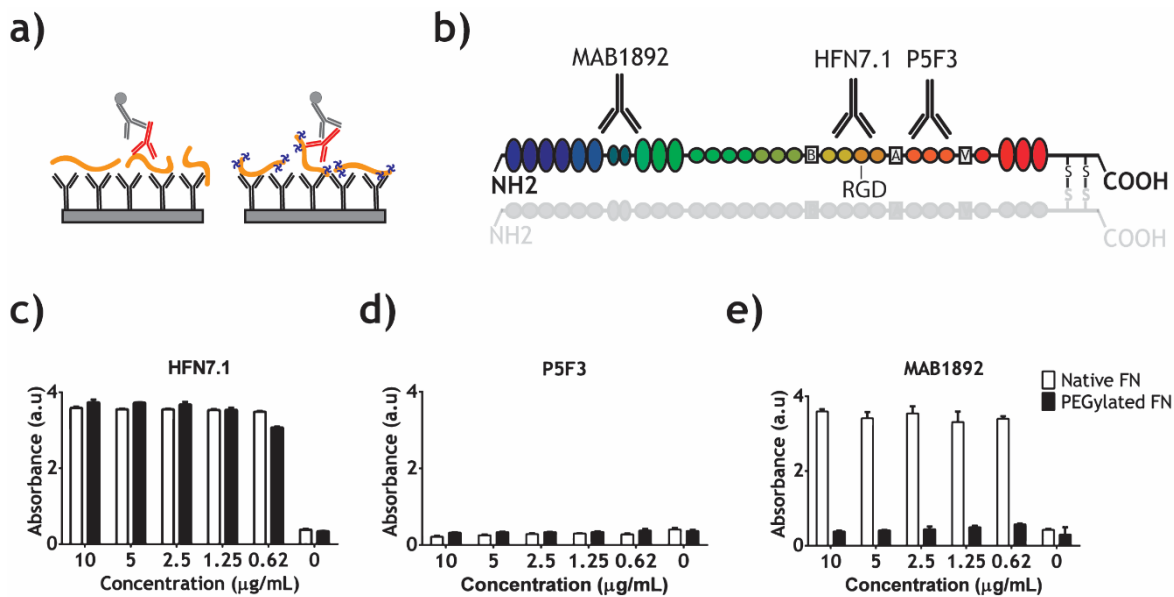 a)
b)
MAB1892
HFN7.1
P5F3
B
A
V
S
S
S
S
NH2
RGD
COOH
NH2
COOH
c)
d)
e)
HFN7.1
Absorbance (a.u)
4
2
0
10
5
2.5
1.25
0.62
0
Concentration (μg/mL)
P5F3
Absorbance (a.u)
4
2
0
10
5
2.5
1.25
0.62
0
Concentration (μg/mL)
MAB1892
Absorbance (a.u)
4
2
0
10
5
2.5
1.25
0.62
0
Concentration (μg/mL)
Native FN
PEGylated FN